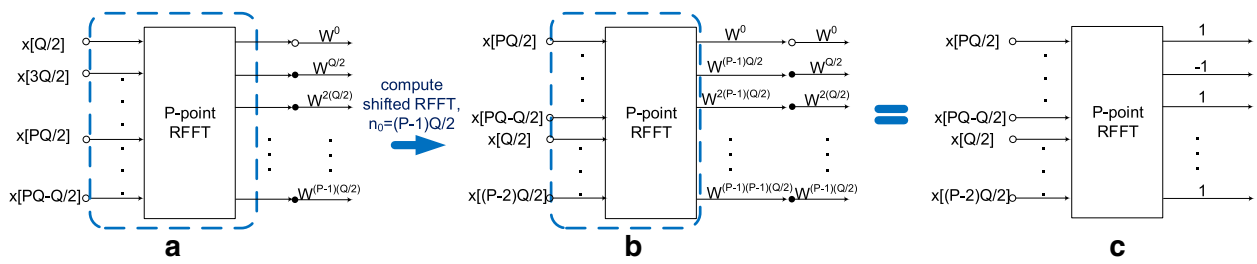 x[Q/2]
x[3Q/2]
x[PQ/2]
x[PQ-Q/2]
P-point
RFFT
W^0
W^{Q/2}
W^{2(Q/2)}
W^{(P-1)(Q/2)}
a
compute
shifted RFFT,
n_0=(P-1)Q/2
x[PQ/2]
x[PQ-Q/2]
x[Q/2]
x[(P-2)Q/2]
P-point
RFFT
W^0 W^0
W^{(P-1)Q/2} W^{Q/2}
W^{2(P-1)(Q/2)} W^{2(Q/2)}
W^{(P-1)(P-1)(Q/2)} W^{(P-1)(Q/2)}
b
=
x[PQ/2]
x[PQ-Q/2]
x[Q/2]
x[(P-2)Q/2]
P-point
RFFT
1
-1
1
1
c